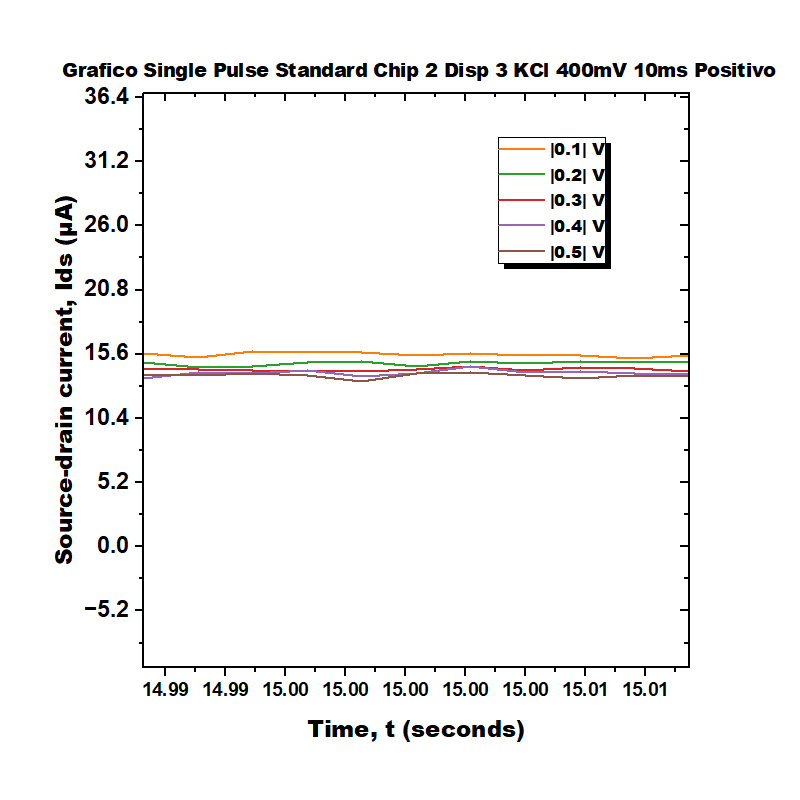 Grafico Single Pulse Standard Chip 2 Disp 3 KCl 400mV 10ms Positivo
36.4
31.2
26.0
20.8
15.6
10.4
5.2
0.0
−5.2
Source-drain current, Ids (μA)
|0.1| V
|0.2| V
|0.3| V
|0.4| V
|0.5| V
14.99 14.99 15.00 15.00 15.00 15.00 15.00 15.01 15.01
Time, t (seconds)